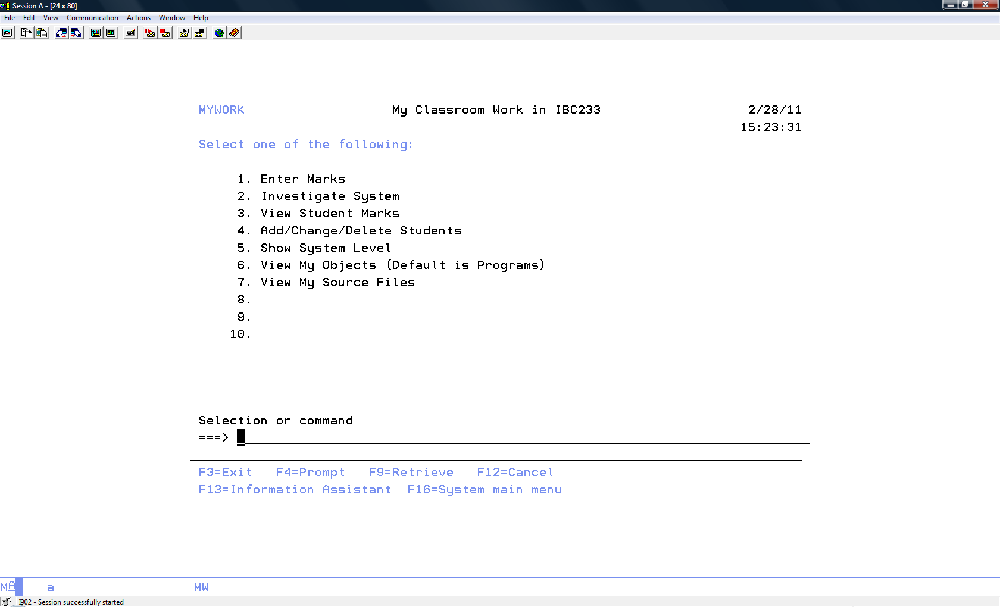 Session A - [24 x 80]
File Edit View Communication Actions Window Help
MYWORK My Classroom Work in IBC233 2/28/11
15:23:31
Select one of the following:
1. Enter Marks
2. Investigate System
3. View Student Marks
4. Add/Change/Delete Students
5. Show System Level
6. View My Objects (Default is Programs)
7. View My Source Files
8.
9.
10.
Selection or command
===>
F3=Exit F4=Prompt F9=Retrieve F12=Cancel
F13=Information Assistant F16=System main menu
MA a MW
I902 - Session successfully started